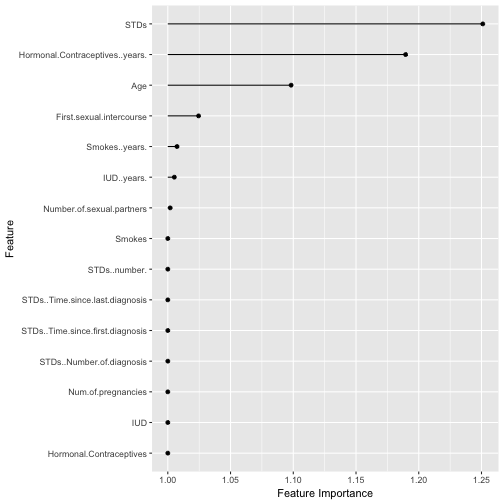 STDs
Hormonal.Contraceptives..years.
Age
First.sexual.intercourse
Smokes..years.
IUD..years.
Number.of.sexual.partners
Smokes
STDs..number.
STDs..Time.since.last.diagnosis
STDs..Time.since.first.diagnosis
STDs..Number.of.diagnosis
Num.of.pregnancies
IUD
Hormonal.Contraceptives
Feature
1.00 1.05 1.10 1.15 1.20 1.25
Feature Importance